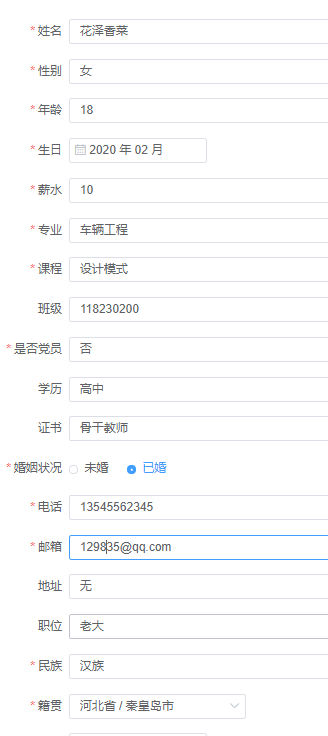 * 姓名 花泽香菜
* 性别 女
* 年龄 18
* 生日 2020 年 02 月
* 薪水 10
* 专业 车辆工程
* 课程 设计模式
班级 118230200
* 是否党员 否
学历 高中
证书 骨干教师
* 婚姻状况 未婚 已婚
* 电话 13545562345
* 邮箱 129835@qq.com
地址 无
职位 老大
* 民族 汉族
* 籍贯 河北省 / 秦皇岛市